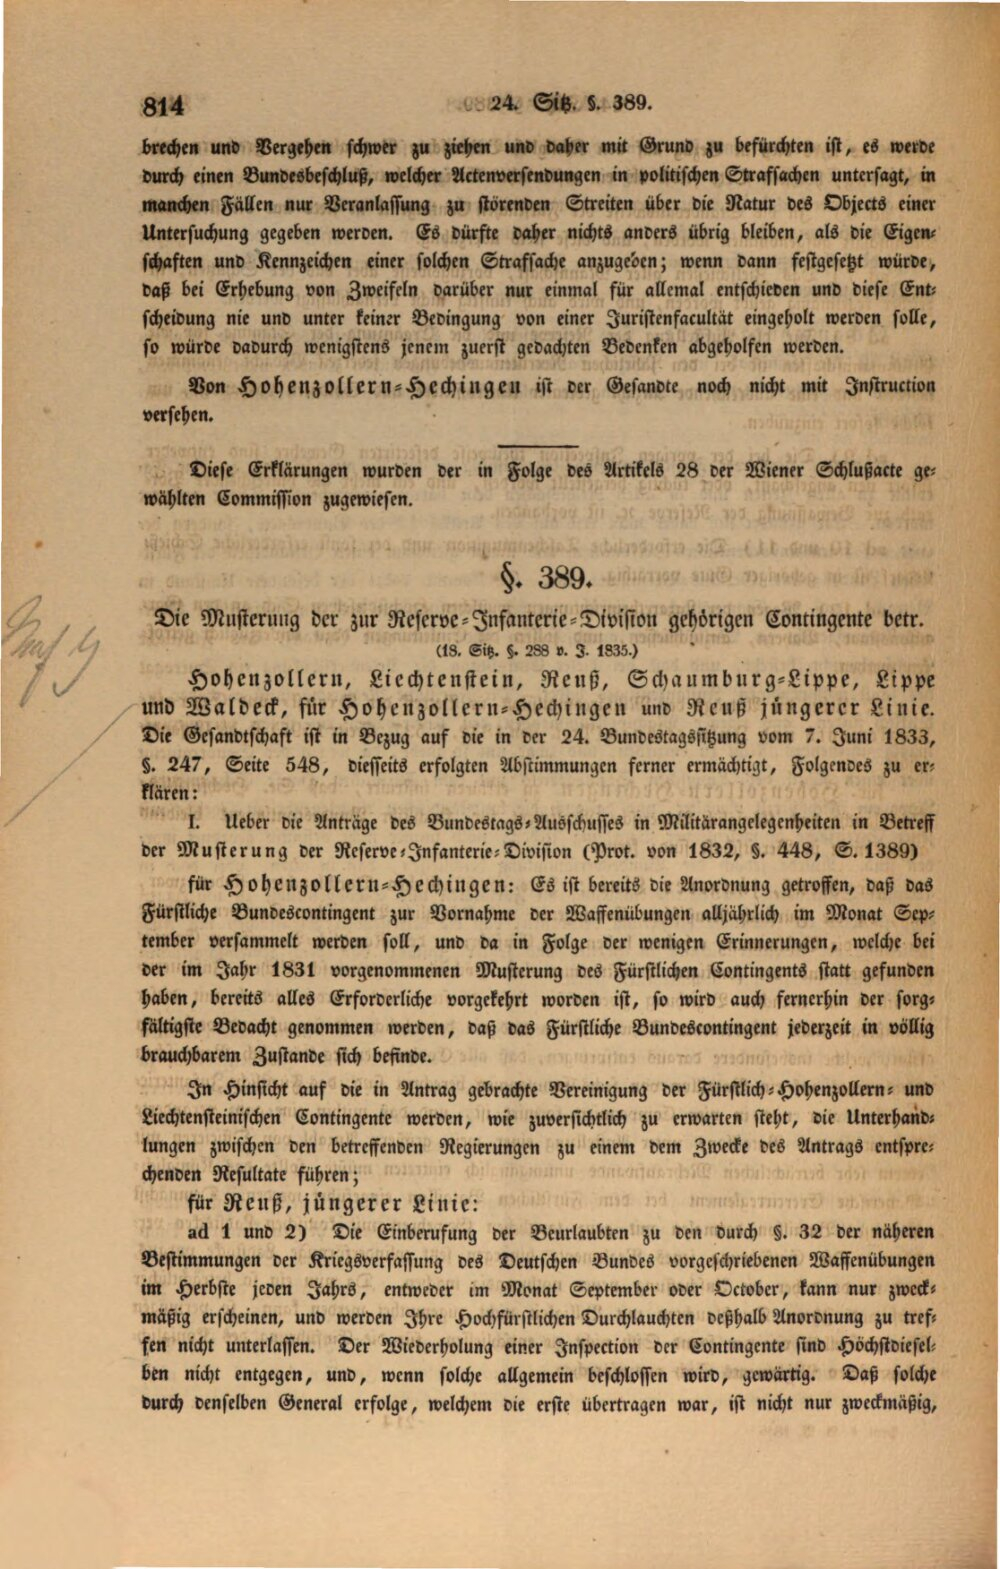 814
24. Sitz. §. 389.
brechen und Vergehen schwer zu ziehen und daher mit Grund zu befürchten ist, es werde
durch einen Bundesbeschluß, welcher Actenversendungen in politischen Strafsachen untersagt, in
manchen Fällen nur Veranlassung zu störenden Streiten über die Natur des Objects einer
Untersuchung gegeben werden. Es dürfte daher nichts anders übrig bleiben, als die Eigen-
schaften und Kennzeichen einer solchen Strafsache anzugeben; wenn dann festgesetzt würde,
daß bei Erhebung von Zweifeln darüber nur einmal für allemal entschieden und diese Ent-
scheidung nie und unter keiner Bedingung von einer Juristenfacultät eingeholt werden solle,
so würde dadurch wenigstens jenem zuerst gedachten Bedenken abgeholfen werden.
Von Hohenzollern-Hechingen ist der Gesandte noch nicht mit Instruction
versehen.
Diese Erklärungen wurden der in Folge des Artikels 28 der Wiener Schlußacte ge-
wählten Commission zugewiesen.
§. 389.
Die Musterung der zur Reserve-Infanterie-Division gehörigen Contingente betr.
(18. Sitz. §. 288 v. J. 1835.)
Hohenzollern, Liechtenstein, Reuß, Schaumburg-Lippe, Lippe
und Waldeck, für Hohenzollern-Hechingen und Reuß jüngerer Linie.
Die Gesandtschaft ist in Bezug auf die in der 24. Bundestagssitzung vom 7. Juni 1833,
§. 247, Seite 548, diesseits erfolgten Abstimmungen ferner ermächtigt, Folgendes zu er-
klären:
I. Ueber die Anträge des Bundestags-Ausschusses in Militärangelegenheiten in Betreff
der Musterung der Reserve-Infanterie-Division (Prot. von 1832, §. 448, S. 1389)
für Hohenzollern-Hechingen: Es ist bereits die Anordnung getroffen, daß das
Fürstliche Bundescontingent zur Vornahme der Waffenübungen alljährlich im Monat Sep-
tember versammelt werden soll, und da in Folge der wenigen Erinnerungen, welche bei
der im Jahr 1831 vorgenommenen Musterung des Fürstlichen Contingents statt gefunden
haben, bereits alles Erforderliche vorgekehrt worden ist, so wird auch fernerhin der sorg-
fältigste Bedacht genommen werden, daß das Fürstliche Bundescontingent jederzeit in völlig
brauchbarem Zustande sich befinde.
In Hinsicht auf die in Antrag gebrachte Vereinigung der Fürstlich-Hohenzollern- und
Liechtensteinischen Contingente werden, wie zuversichtlich zu erwarten steht, die Unterhand-
lungen zwischen den betreffenden Regierungen zu einem dem Zwecke des Antrags entspre-
chenden Resultate führen;
für Reuß, jüngerer Linie:
ad 1 und 2) Die Einberufung der Beurlaubten zu den durch §. 32 der näheren
Bestimmungen der Kriegsverfassung des Deutschen Bundes vorgeschriebenen Waffenübungen
im Herbste jeden Jahrs, entweder im Monat September oder October, kann nur zweck-
mäßig erscheinen, und werden Ihre Hochfürstlichen Durchlauchten deßhalb Anordnung zu tref-
fen nicht unterlassen. Der Wiederholung einer Inspection der Contingente sind Höchstdiesel-
ben nicht entgegen, und, wenn solche allgemein beschlossen wird, gewärtig. Daß solche
durch denselben General erfolge, welchem die erste übertragen war, ist nicht nur zweckmäßig,